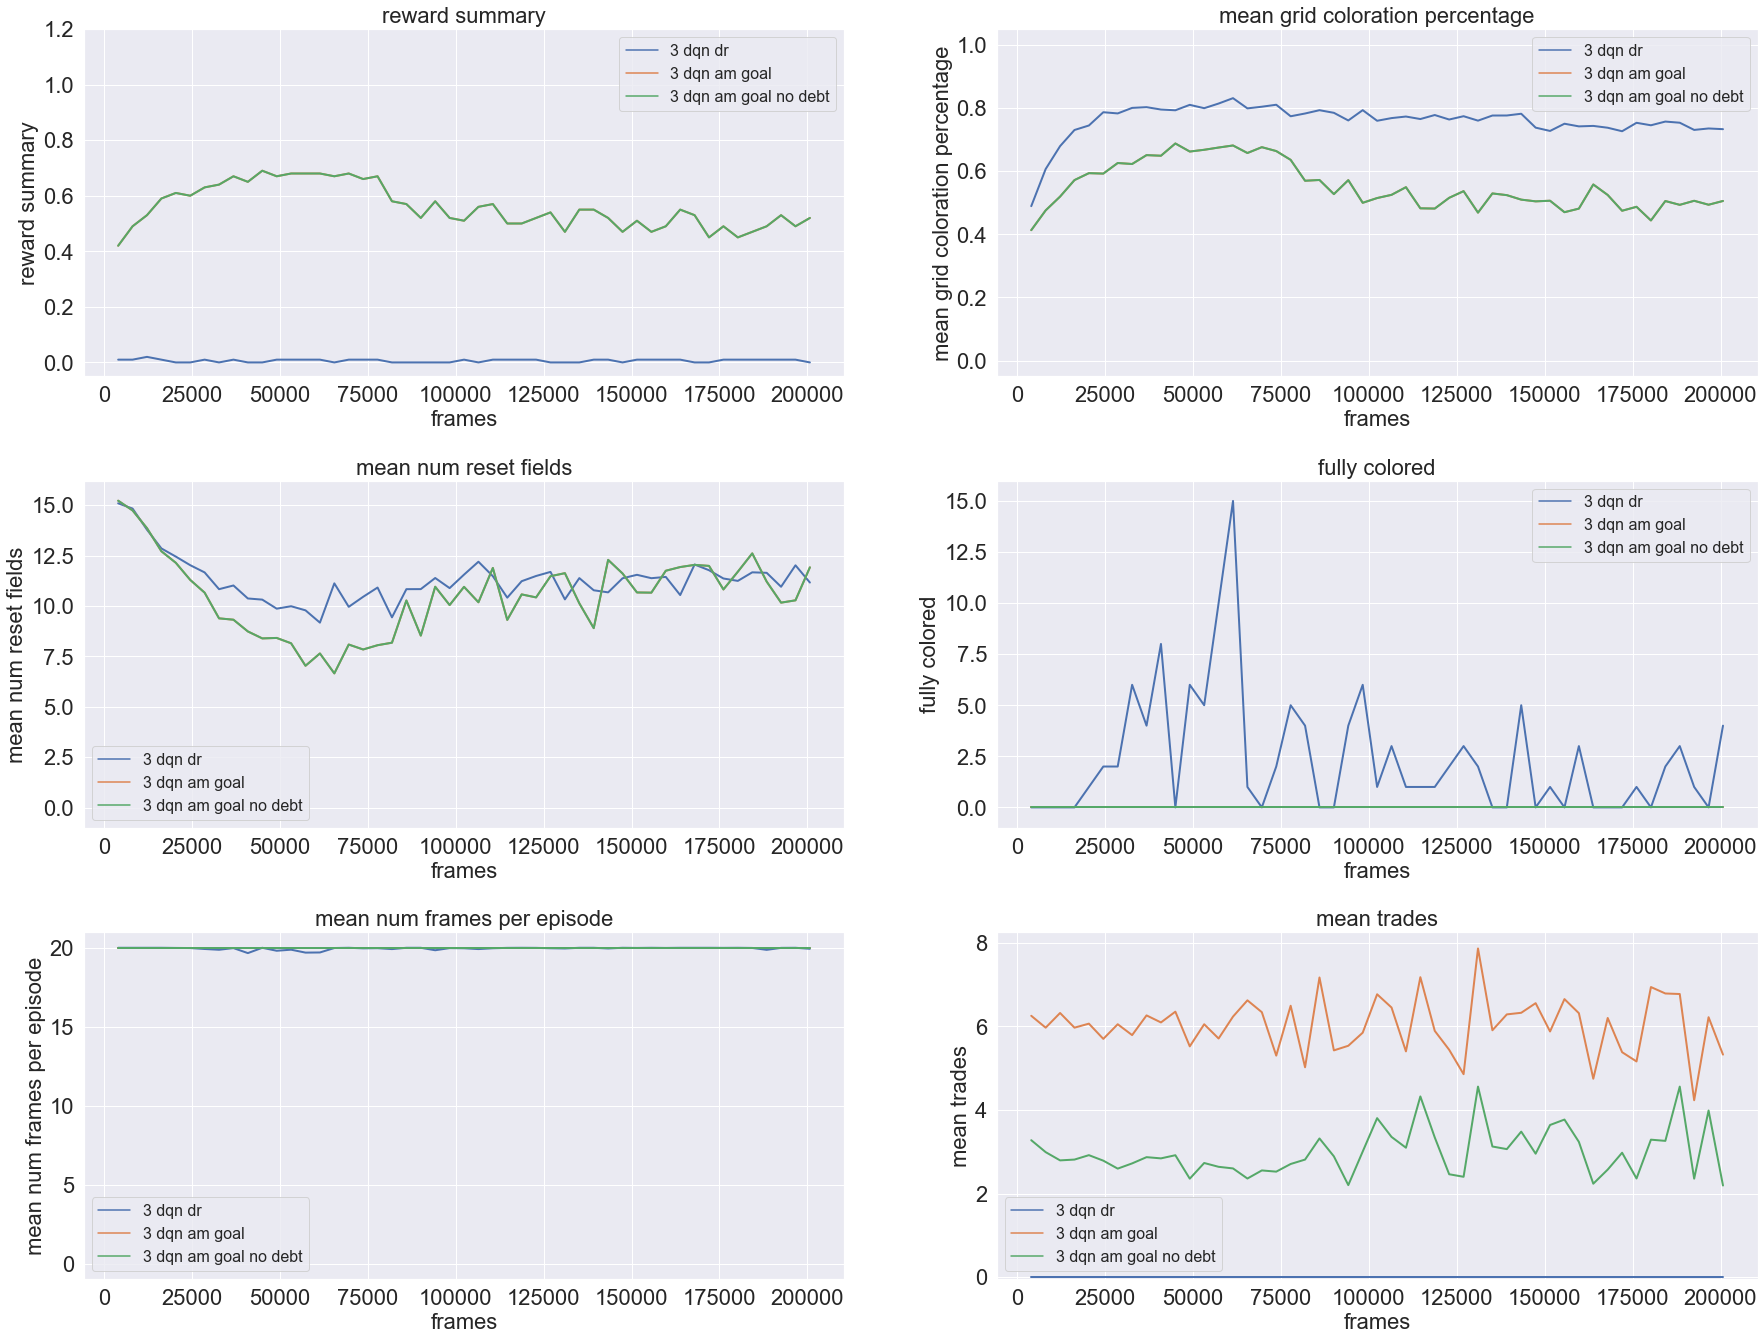 reward summary
reward summary
1.2
1.0
0.8
0.6
0.4
0.2
0.0
0 25000 50000 75000 100000 125000 150000 175000 200000
frames
3 dqn dr
3 dqn am goal
3 dqn am goal no debt
mean grid coloration percentage
mean grid coloration percentage
1.0
0.8
0.6
0.4
0.2
0.0
0 25000 50000 75000 100000 125000 150000 175000 200000
frames
3 dqn dr
3 dqn am goal
3 dqn am goal no debt
mean num reset fields
mean num reset fields
15.0
12.5
10.0
7.5
5.0
2.5
0.0
0 25000 50000 75000 100000 125000 150000 175000 200000
frames
3 dqn dr
3 dqn am goal
3 dqn am goal no debt
fully colored
fully colored
15.0
12.5
10.0
7.5
5.0
2.5
0.0
0 25000 50000 75000 100000 125000 150000 175000 200000
frames
3 dqn dr
3 dqn am goal
3 dqn am goal no debt
mean num frames per episode
mean num frames per episode
20
15
10
5
0
0 25000 50000 75000 100000 125000 150000 175000 200000
frames
3 dqn dr
3 dqn am goal
3 dqn am goal no debt
mean trades
mean trades
8
6
4
2
0
0 25000 50000 75000 100000 125000 150000 175000 200000
frames
3 dqn dr
3 dqn am goal
3 dqn am goal no debt